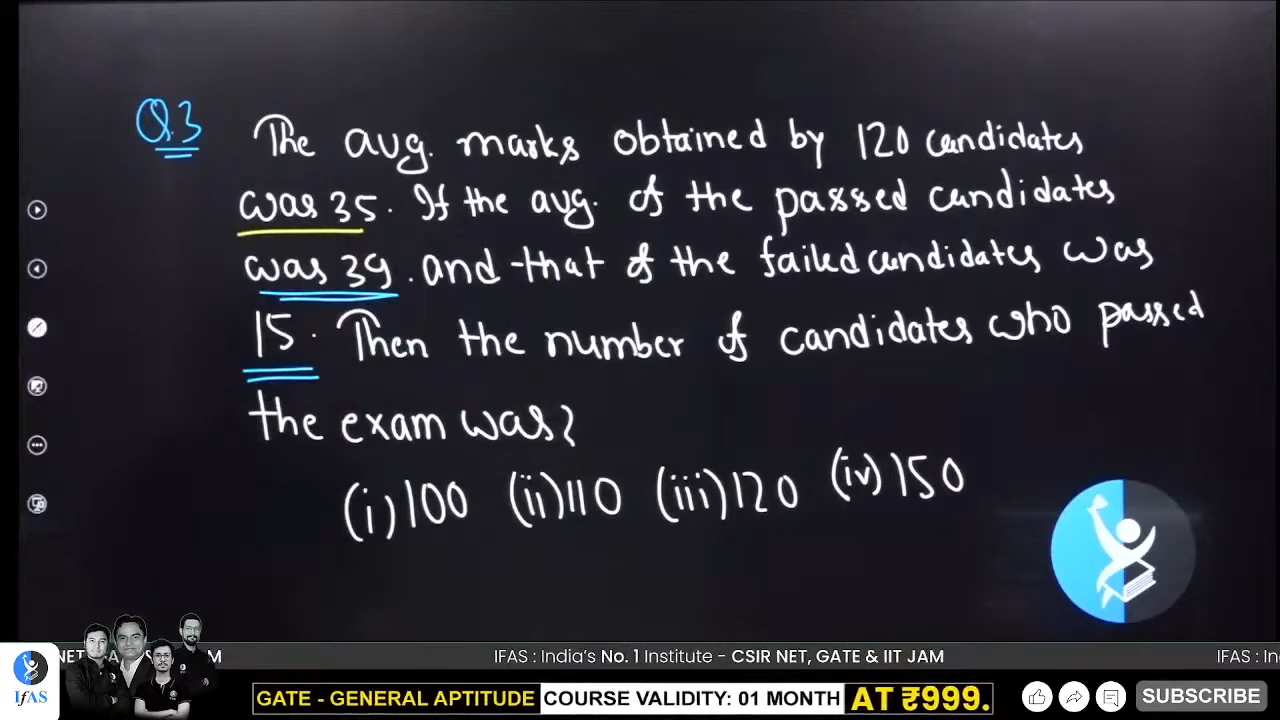 Q.3 The avg. marks obtained by 120 candidates
was 35. If the avg. of the passed candidates
was 39. and that of the failed candidates was
15. Then the number of candidates who passed
the exam was?
(i) 100 (ii) 110 (iii) 120 (iv) 150
IFAS : India's No. 1 Institute - CSIR NET, GATE & IIT JAM
IFAS : In
IFAS
GATE - GENERAL APTITUDE COURSE VALIDITY: 01 MONTH AT ₹999.
SUBSCRIBE